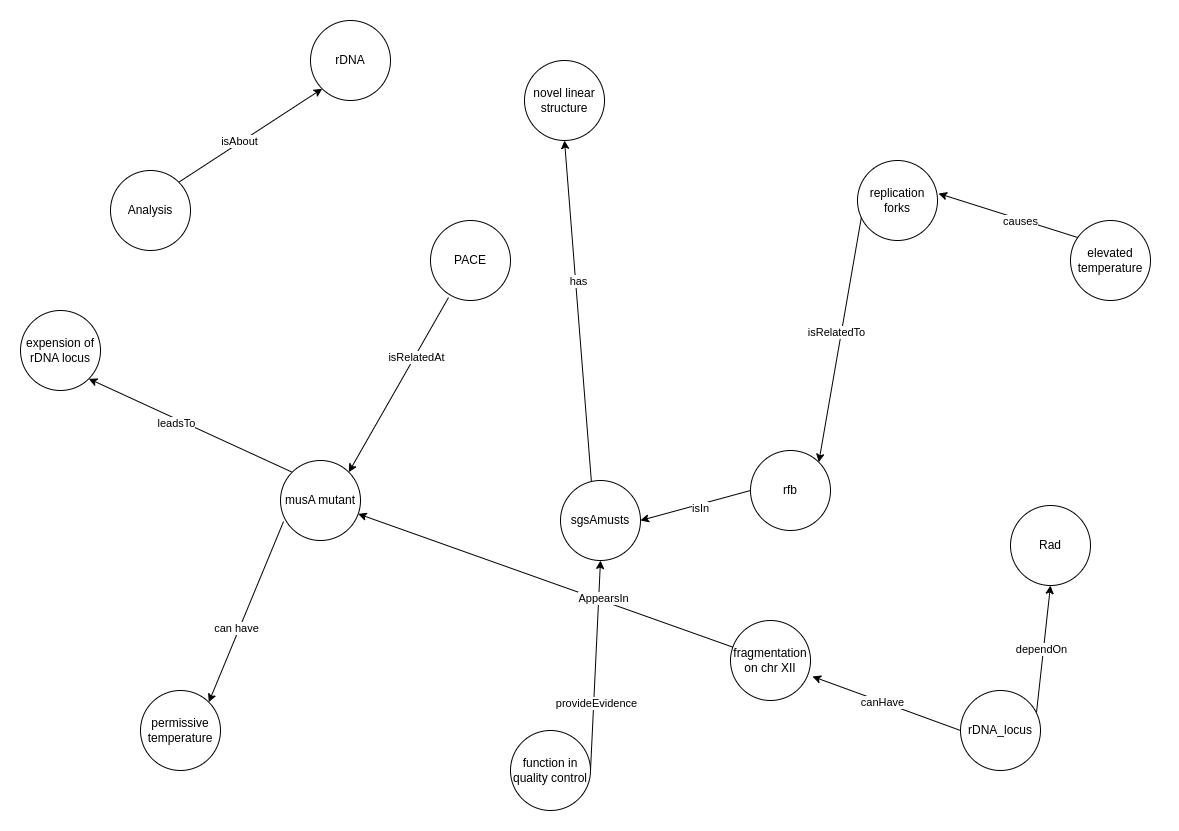 rDNA
novel linear
structure
isAbout
replication
forks
Analysis
causes
PACE
elevated
temperature
has
isRelatedTo
expension of
rDNA locus
isRelatedAt
leadsTo
rfb
musA mutant
isIn
sgsAmusts
Rad
AppearsIn
can have
dependOn
fragmentation
on chr XII
provideEvidence
canHave
permissive
temperature
rDNA_locus
function in
quality control